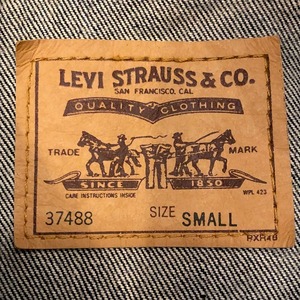 LEVI STRAUSS & CO.
SAN FRANCISCO, CAL
QUALITY CLOTHING
TRADE MARK
SINCE 1850
CARE INSTRUCTIONS INSIDE
WPL 423
37488 SIZE SMALL